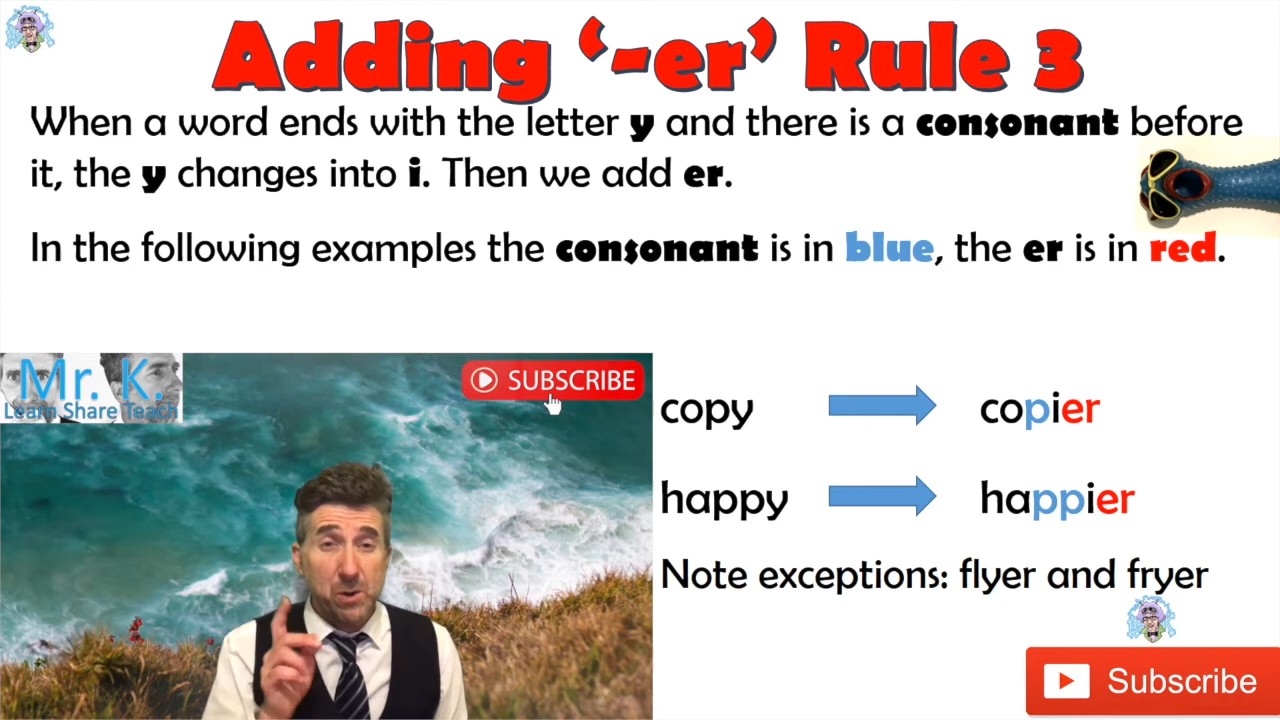 Adding ‘-er’ Rule 3
When a word ends with the letter y and there is a consonant before
it, the y changes into i. Then we add er.
In the following examples the consonant is in blue, the er is in red.
Mr. K.
Learn Share Teach
SUBSCRIBE
copy copier
happy happier
Note exceptions: flyer and fryer
Subscribe